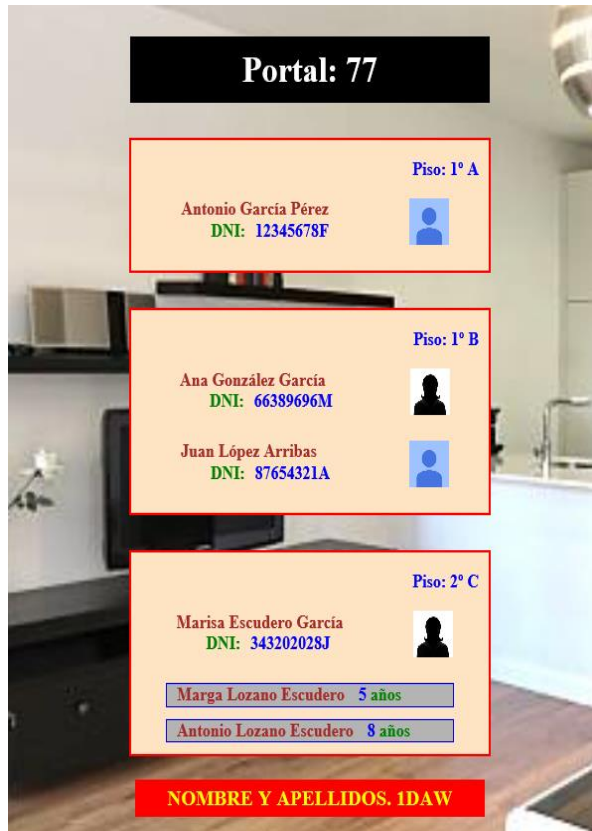 Portal: 77
Piso: 1º A
Antonio García Pérez
DNI: 12345678F
Piso: 1º B
Ana González García
DNI: 66389696M
Juan López Arribas
DNI: 87654321A
Piso: 2º C
Marisa Escudero García
DNI: 343202028J
Marga Lozano Escudero 5 años
Antonio Lozano Escudero 8 años
NOMBRE Y APELLIDOS. 1DAW